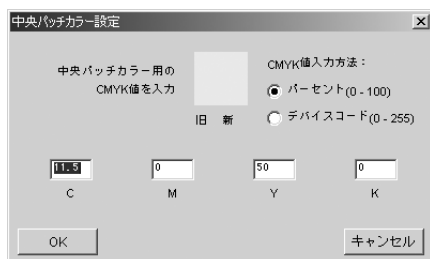 中央パッチカラー設定
中央パッチカラー用の
CMYK値を入力
旧 新
CMYK値入力方法：
パーセント(0 - 100)
デバイスコード(0 - 255)
11.5 0 50 0
C M Y K
OK キャンセル